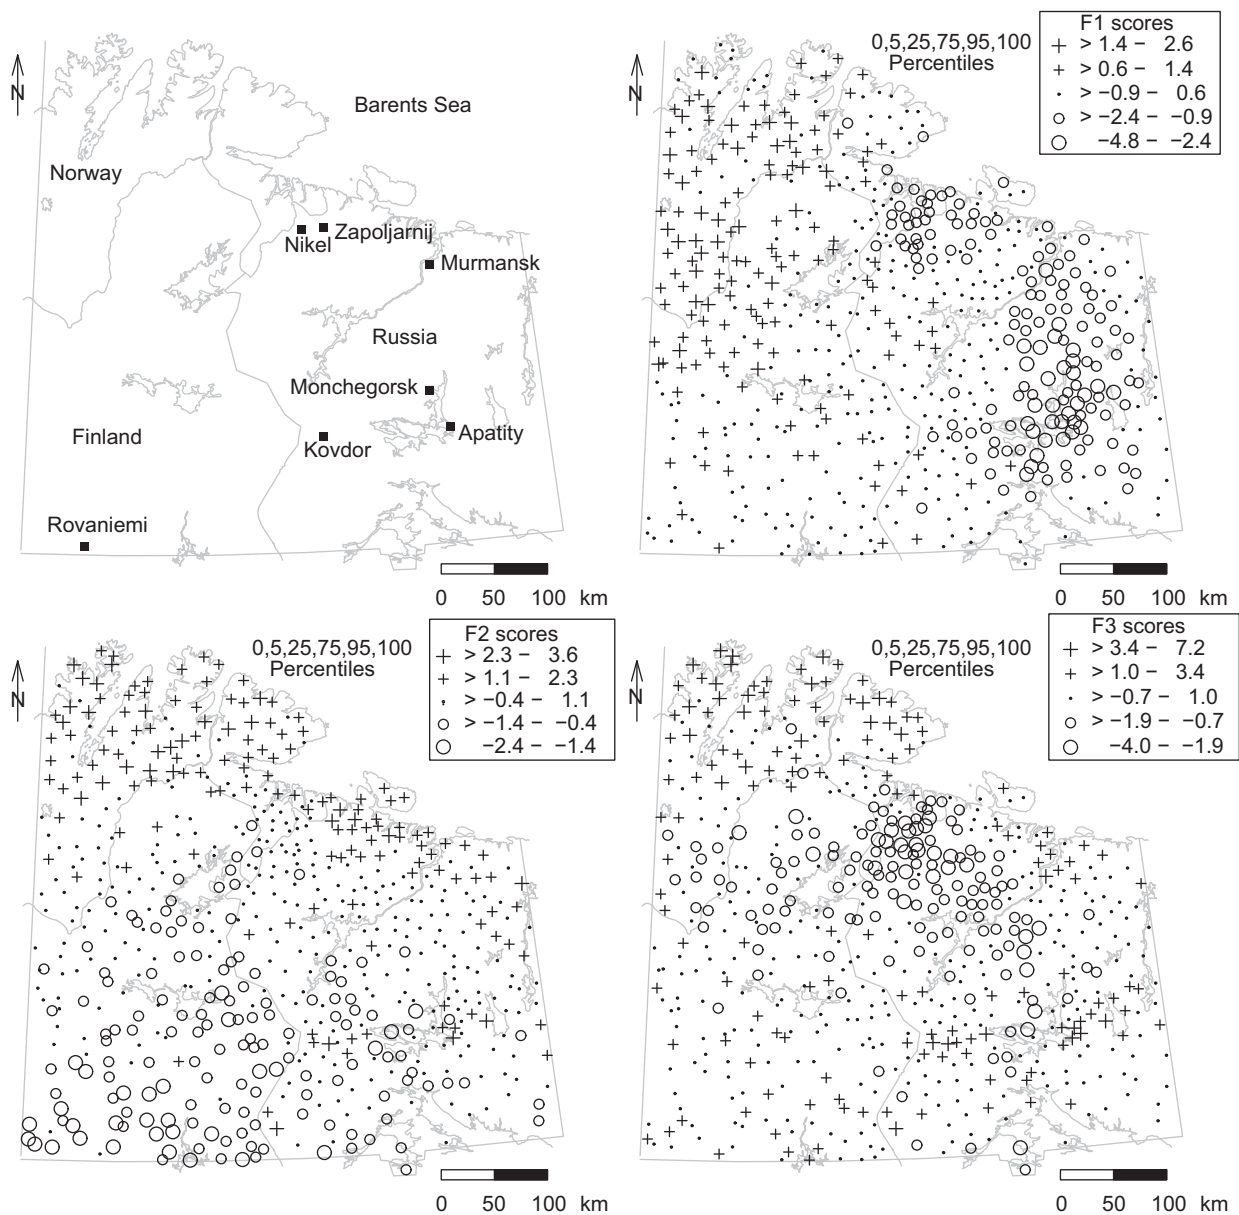 N
Barents Sea
Norway
Nikel
Zapoljarnij
Murmansk
Russia
Monchegorsk
Finland
Kovdor
Apatity
Rovaniemi
0 50 100 km
N
0,5,25,75,95,100
Percentiles
F1 scores
> 1.4 − 2.6
> 0.6 − 1.4
> −0.9 − 0.6
> −2.4 − −0.9
−4.8 − −2.4
0 50 100 km
N
0,5,25,75,95,100
Percentiles
F2 scores
> 2.3 − 3.6
> 1.1 − 2.3
> −0.4 − 1.1
> −1.4 − −0.4
−2.4 − −1.4
0 50 100 km
N
0,5,25,75,95,100
Percentiles
F3 scores
> 3.4 − 7.2
> 1.0 − 3.4
> −0.7 − 1.0
> −1.9 − −0.7
−4.0 − −1.9
0 50 100 km